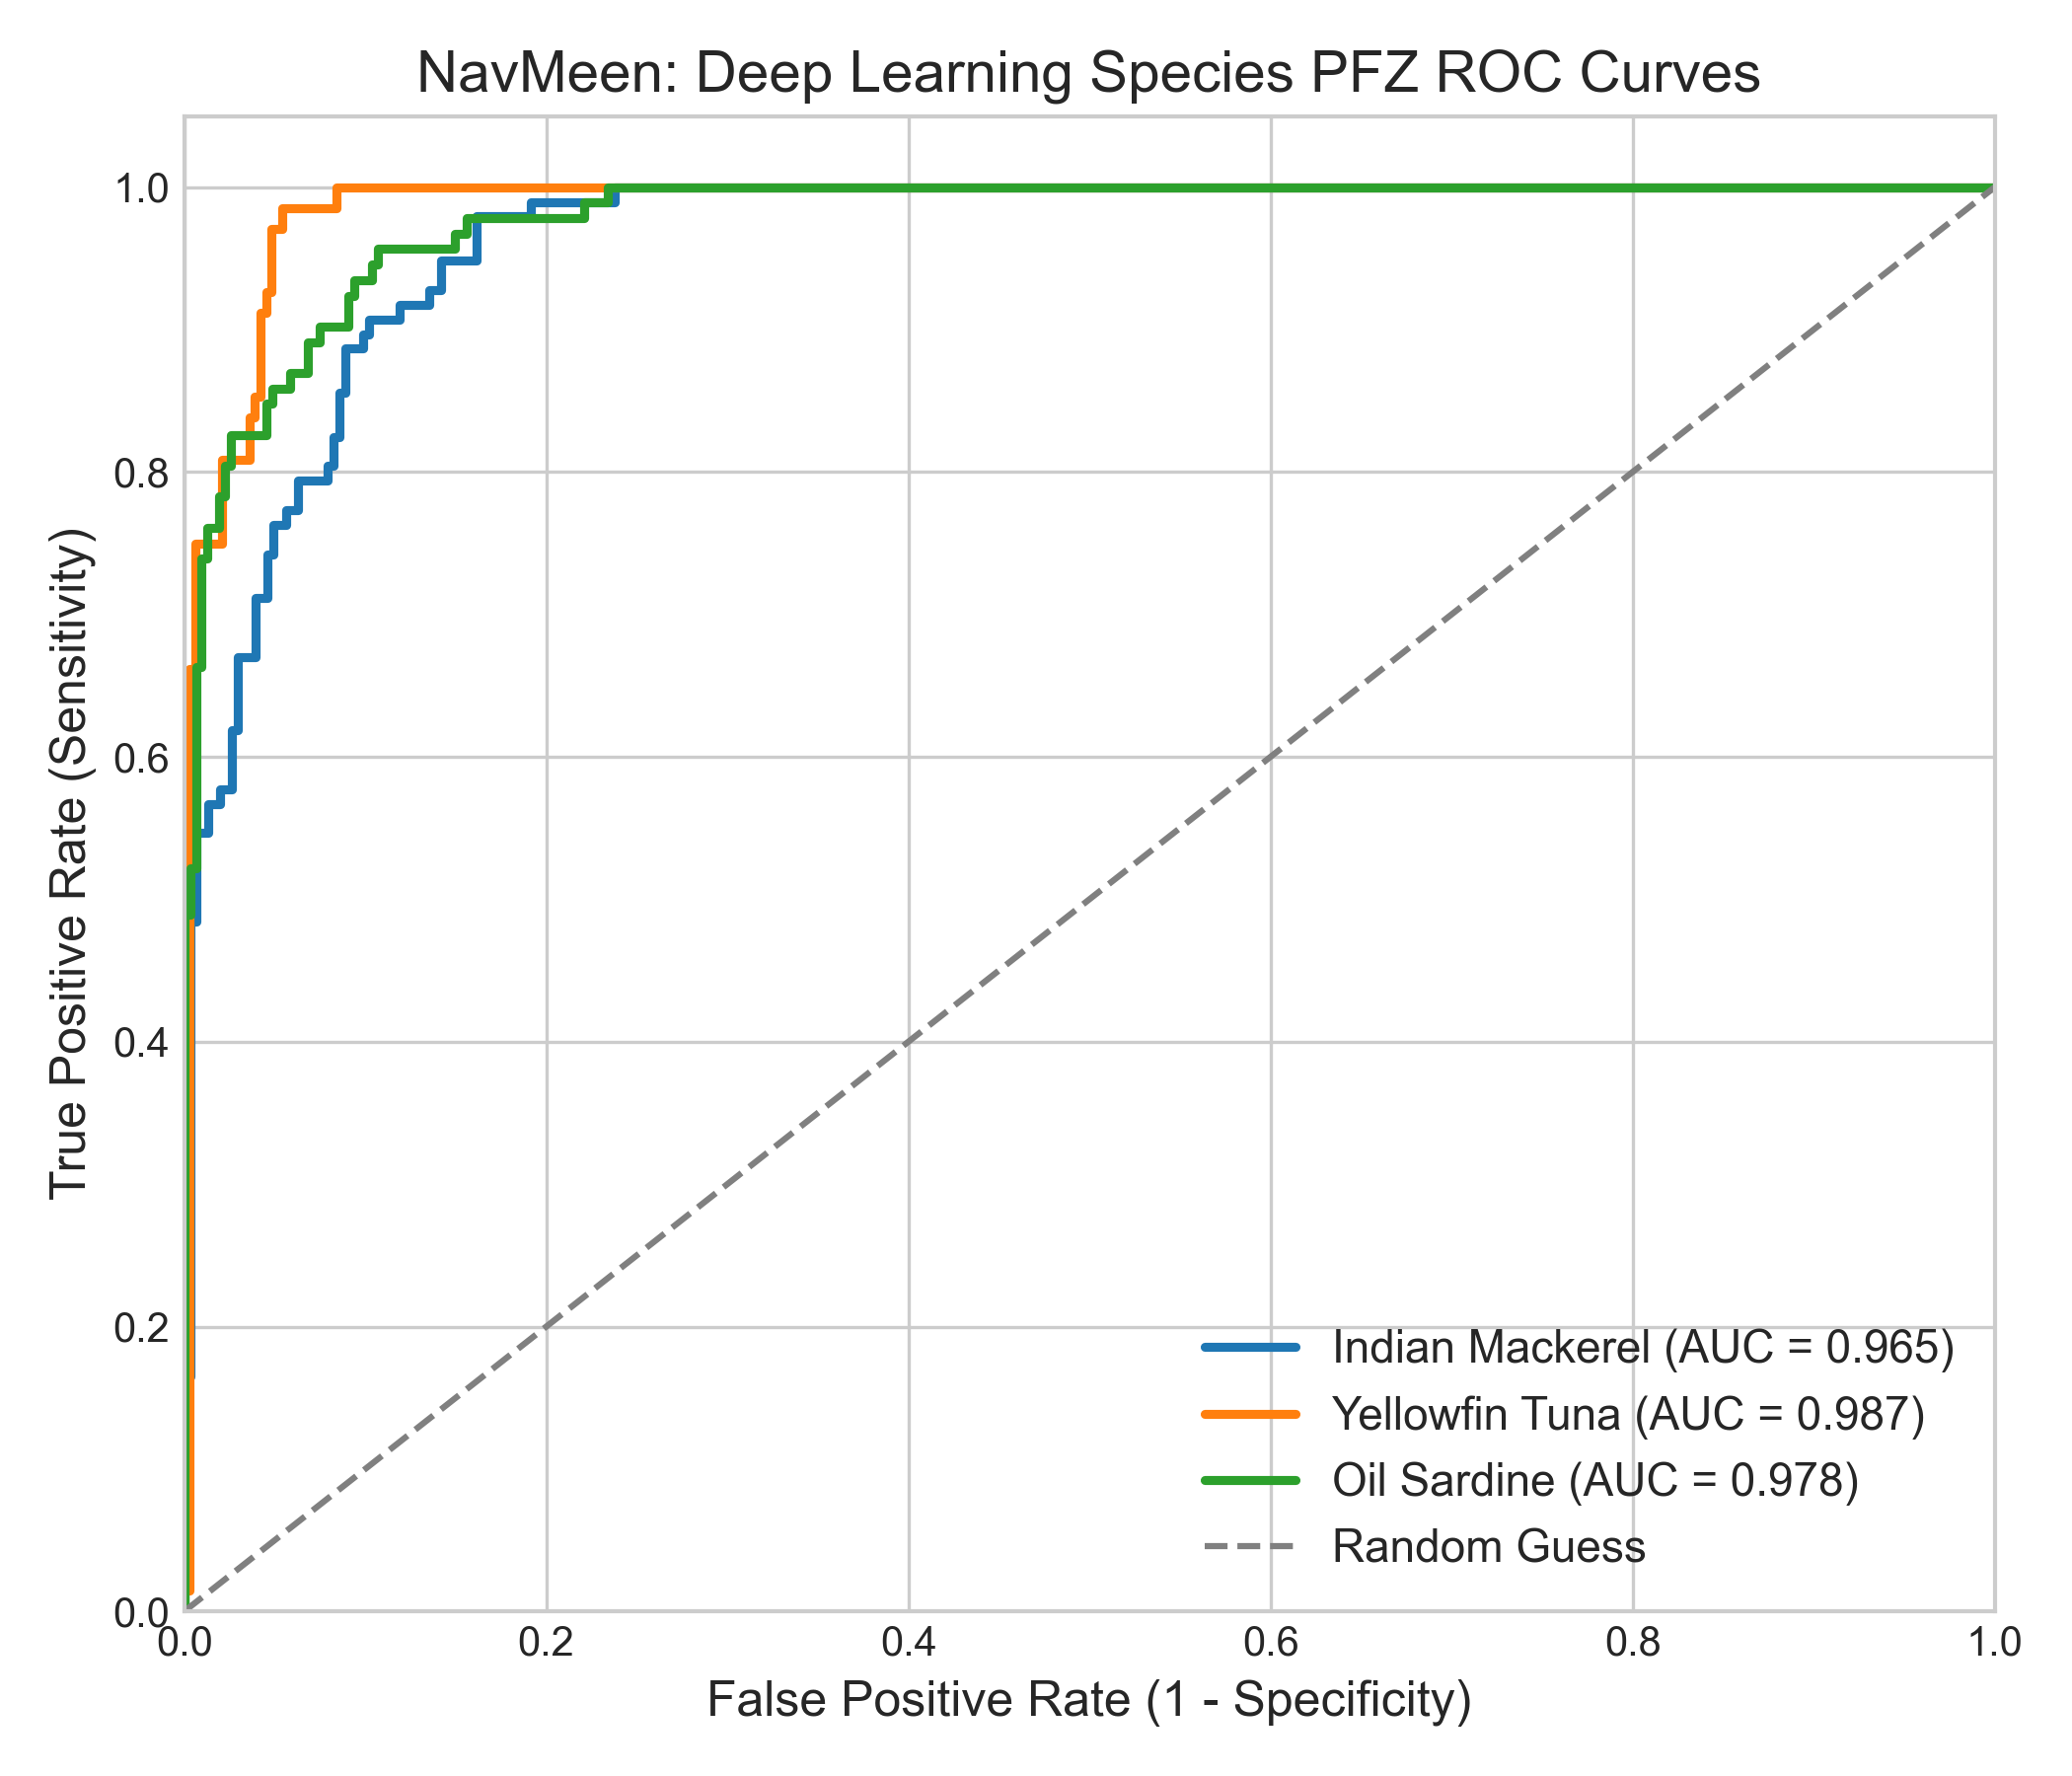 NavMeen: Deep Learning Species PFZ ROC Curves
True Positive Rate (Sensitivity)
1.0
0.8
0.6
0.4
0.2
0.0
0.0 0.2 0.4 0.6 0.8 1.0
False Positive Rate (1 - Specificity)
Indian Mackerel (AUC = 0.965)
Yellowfin Tuna (AUC = 0.987)
Oil Sardine (AUC = 0.978)
Random Guess